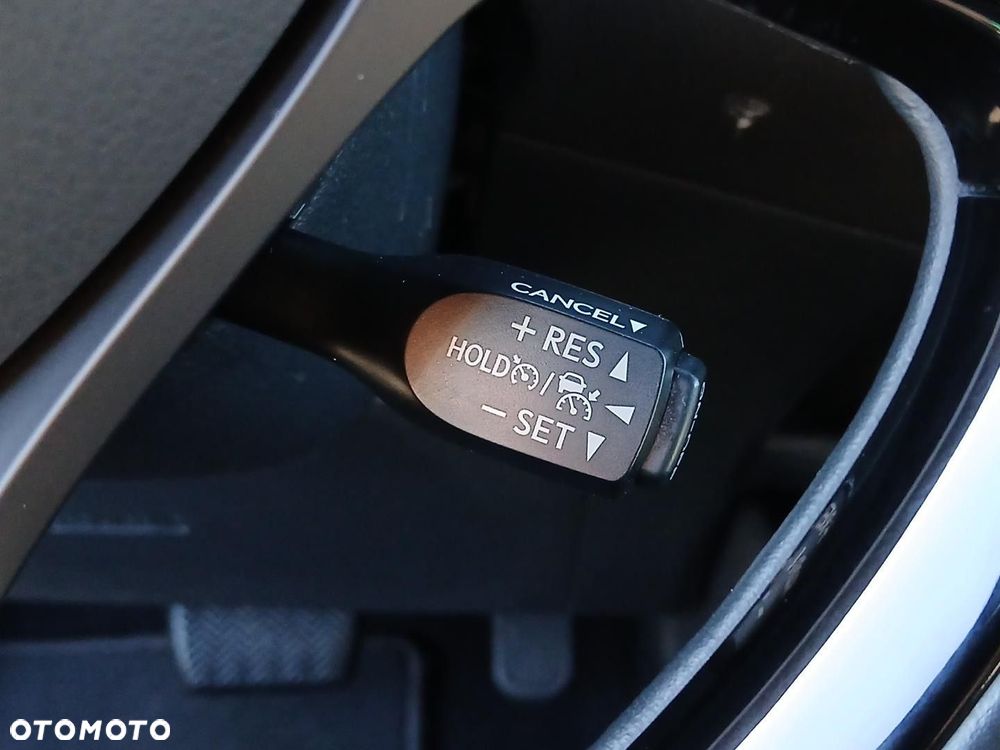 CANCEL▼
+ RES ▲
HOLD / ◀
− SET ▼
OTOMOTO